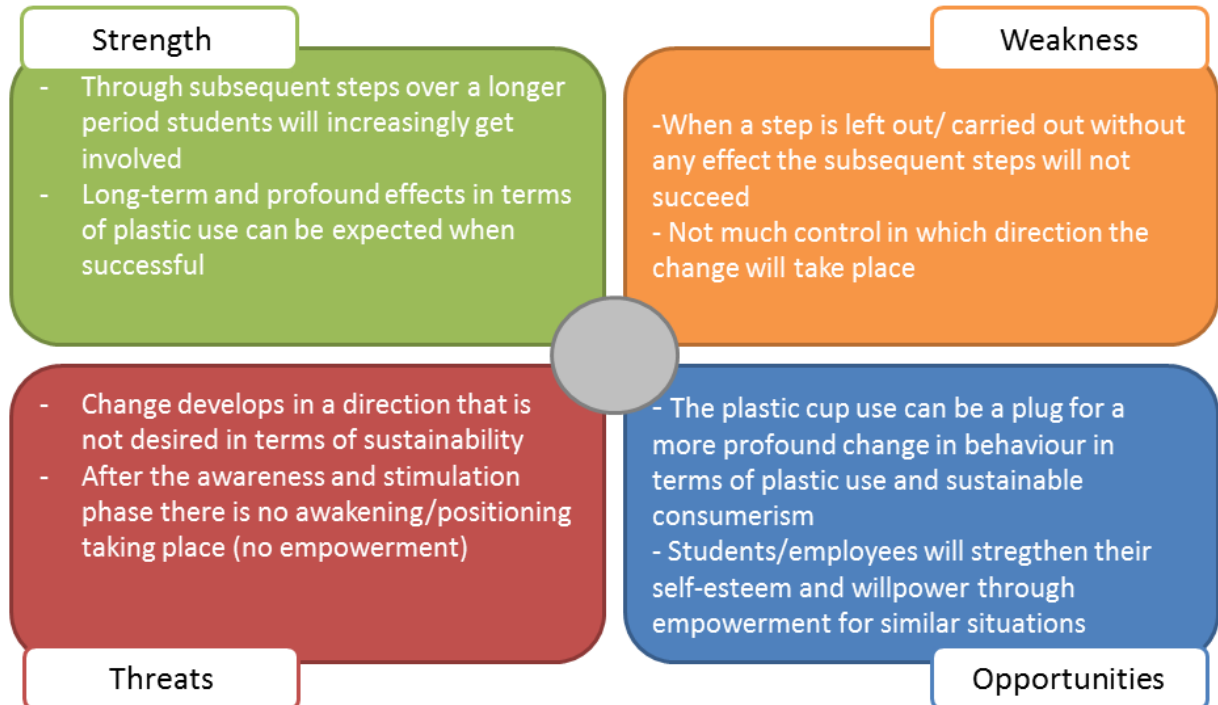 Strength
- Through subsequent steps over a longer
period students will increasingly get
involved
- Long-term and profound effects in terms
of plastic use can be expected when
successful
Weakness
-When a step is left out/ carried out without
any effect the subsequent steps will not
succeed
- Not much control in which direction the
change will take place
- Change develops in a direction that is
not desired in terms of sustainability
- After the awareness and stimulation
phase there is no awakening/positioning
taking place (no empowerment)
Threats
- The plastic cup use can be a plug for a
more profound change in behaviour in
terms of plastic use and sustainable
consumerism
- Students/employees will stregthen their
self-esteem and willpower through
empowerment for similar situations
Opportunities